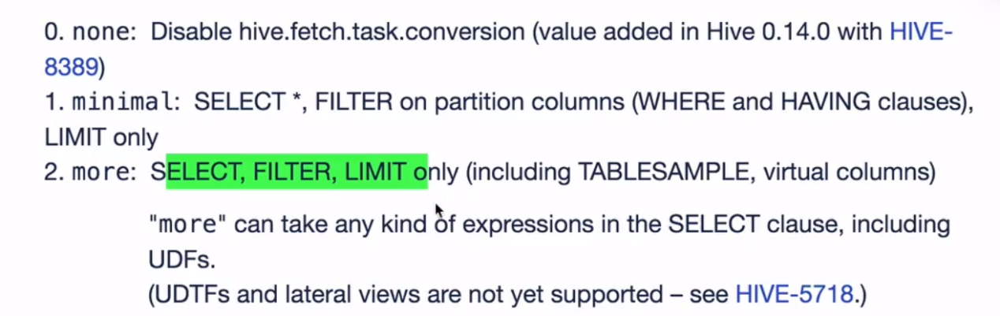 0. none:  Disable hive.fetch.task.conversion (value added in Hive 0.14.0 with HIVE-
8389)
1. minimal:  SELECT *, FILTER on partition columns (WHERE and HAVING clauses),
LIMIT only
2. more:  SELECT, FILTER, LIMIT only (including TABLESAMPLE, virtual columns)
"more" can take any kind of expressions in the SELECT clause, including
UDFs.
(UDTFs and lateral views are not yet supported – see HIVE-5718.)